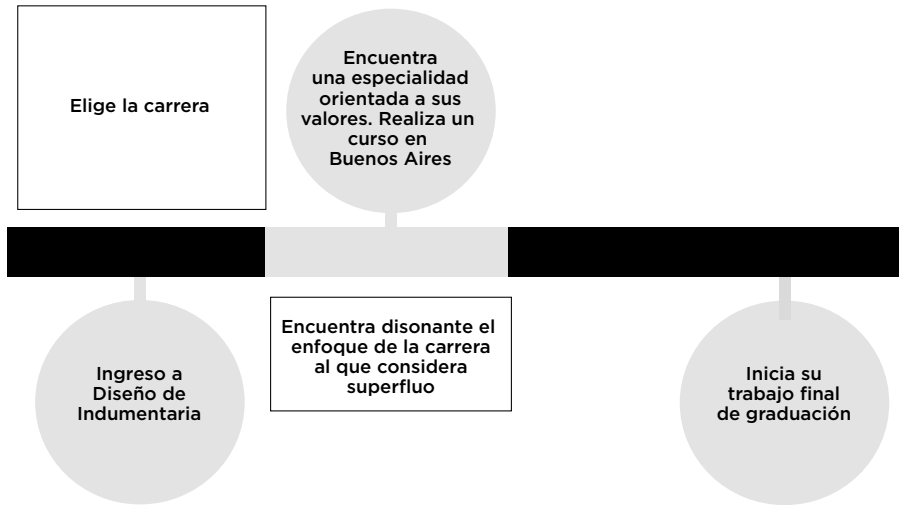 Elige la carrera
Encuentra
una especialidad
orientada a sus
valores. Realiza un
curso en
Buenos Aires
Ingreso a
Diseño de
Indumentaria
Encuentra disonante el
enfoque de la carrera
al que considera
superfluo
Inicia su
trabajo final
de graduación